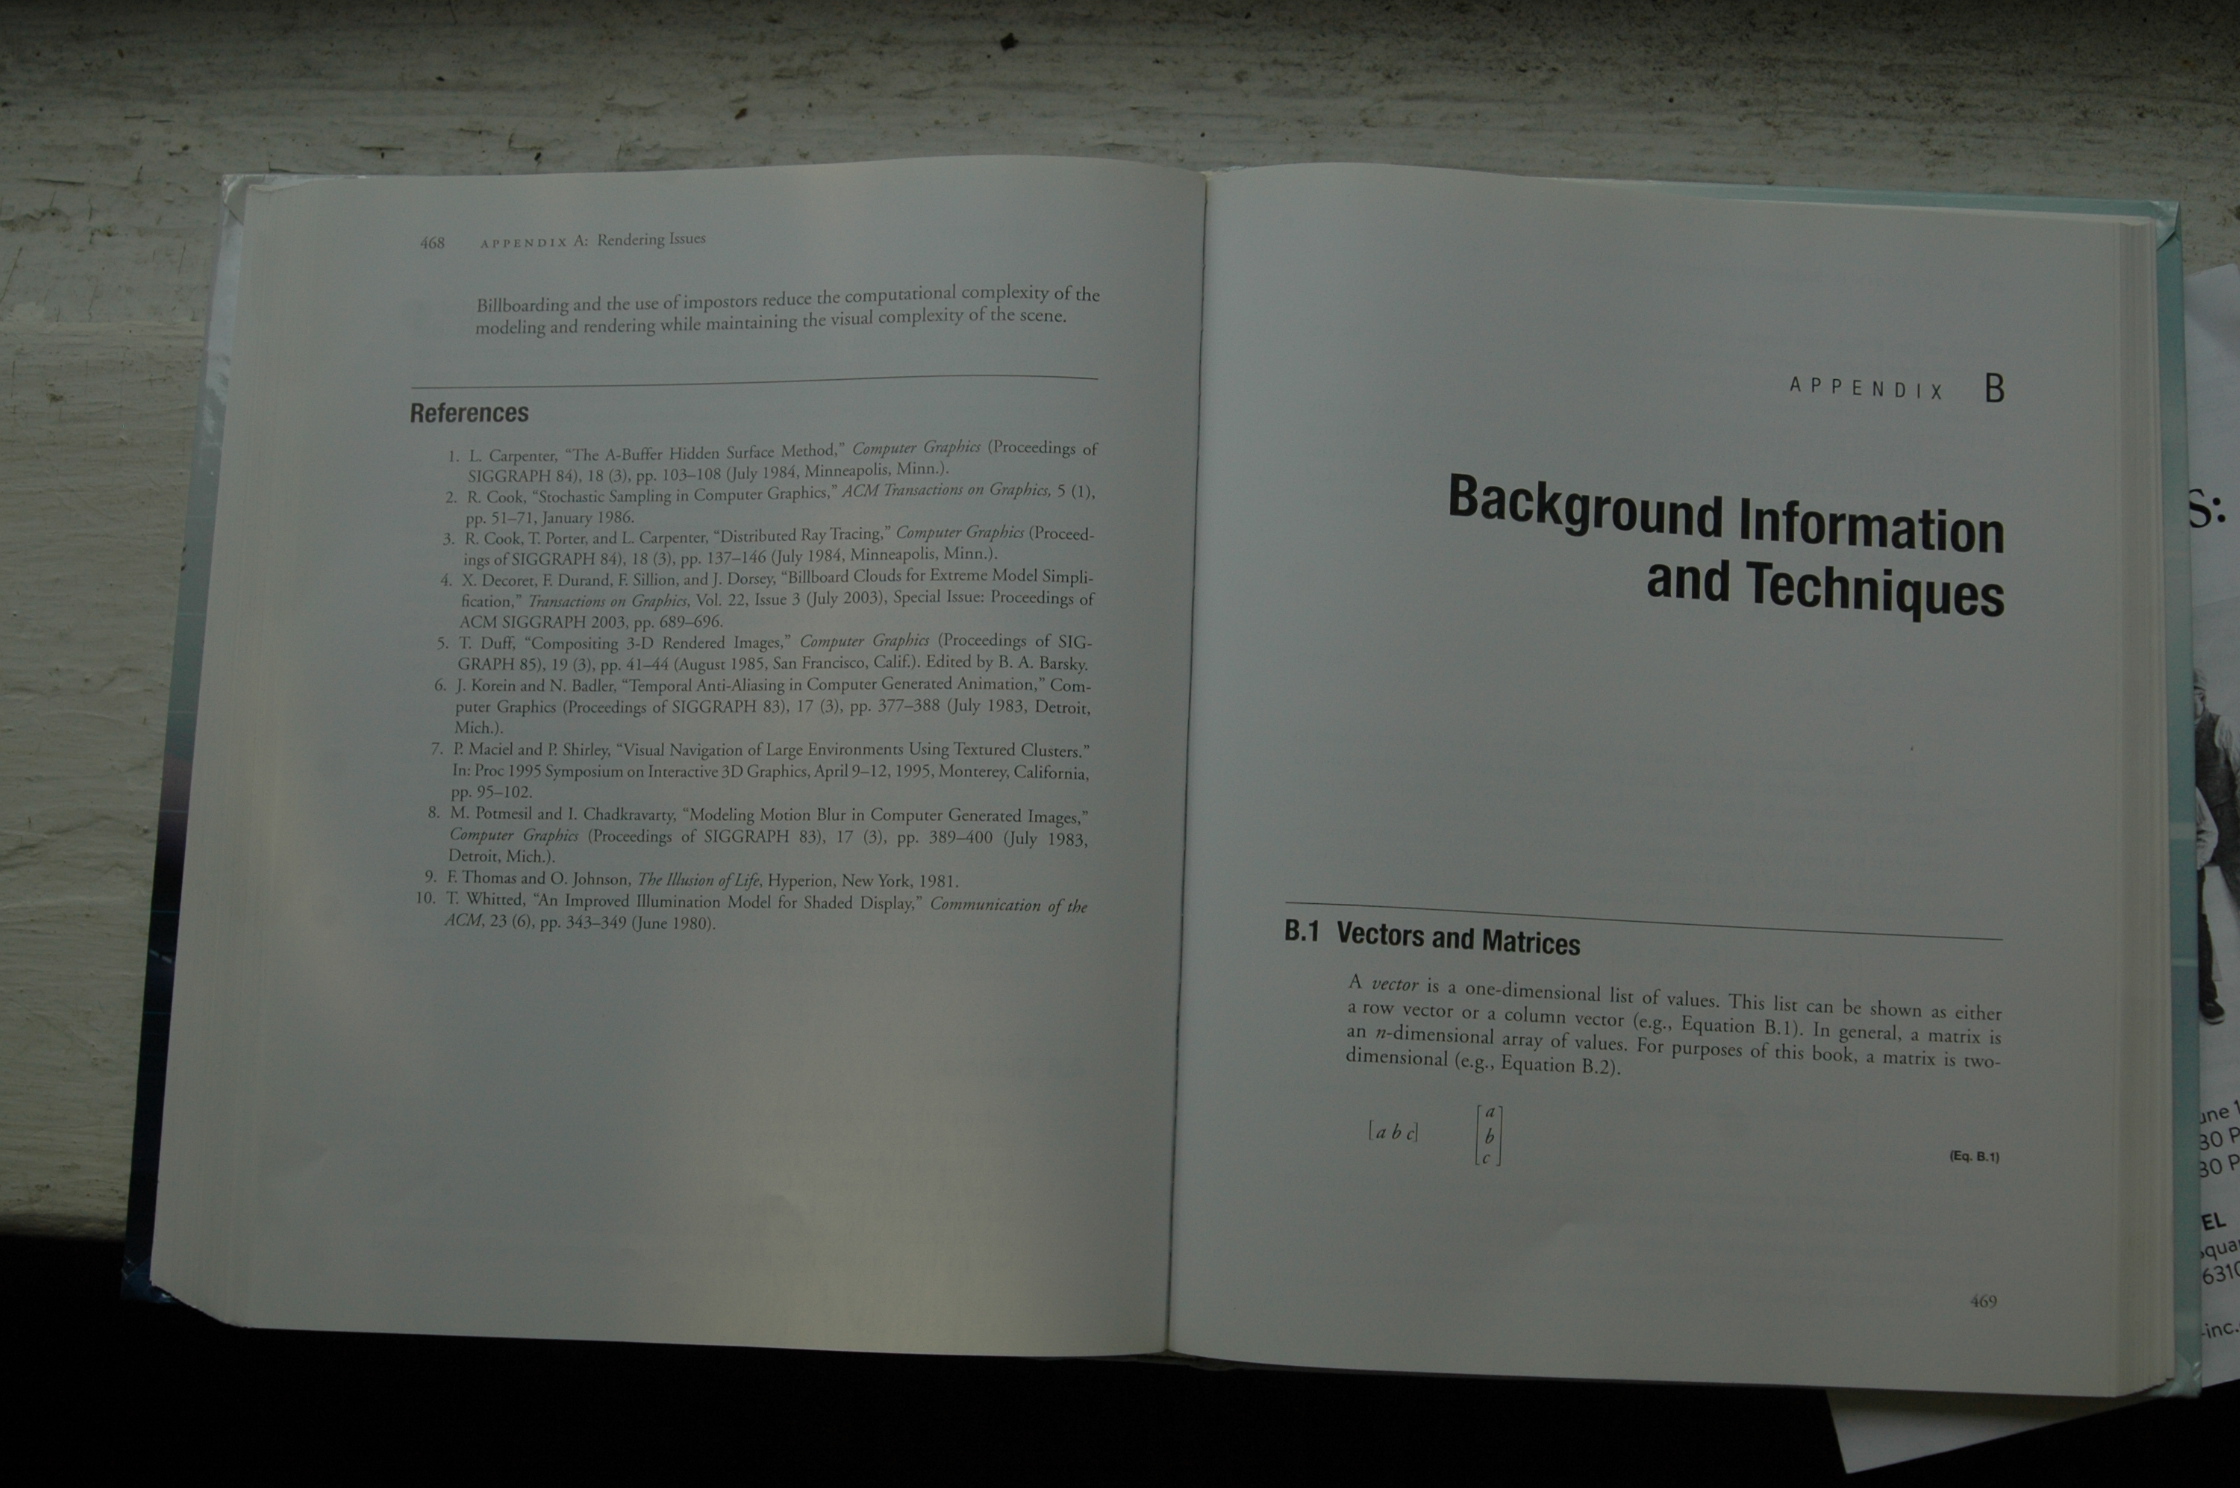 468 APPENDIX A: Rendering Issues
Billboarding and the use of impostors reduce the computational complexity of the
modeling and rendering while maintaining the visual complexity of the scene.
References
1. L. Carpenter, “The A-Buffer Hidden Surface Method,” Computer Graphics (Proceedings of
SIGGRAPH 84), 18 (3), pp. 103–108 (July 1984, Minneapolis, Minn.).
2. R. Cook, “Stochastic Sampling in Computer Graphics,” ACM Transactions on Graphics, 5 (1),
pp. 51–71, January 1986.
3. R. Cook, T. Porter, and L. Carpenter, “Distributed Ray Tracing,” Computer Graphics (Proceed-
ings of SIGGRAPH 84), 18 (3), pp. 137–146 (July 1984, Minneapolis, Minn.).
4. X. Decoret, F. Durand, F. Sillion, and J. Dorsey, “Billboard Clouds for Extreme Model Simpli-
fication,” Transactions on Graphics, Vol. 22, Issue 3 (July 2003), Special Issue: Proceedings of
ACM SIGGRAPH 2003, pp. 689–696.
5. T. Duff, “Compositing 3-D Rendered Images,” Computer Graphics (Proceedings of SIG-
GRAPH 85), 19 (3), pp. 41–44 (August 1985, San Francisco, Calif.). Edited by B. A. Barsky.
6. J. Korein and N. Badler, “Temporal Anti-Aliasing in Computer Generated Animation,” Com-
puter Graphics (Proceedings of SIGGRAPH 83), 17 (3), pp. 377–388 (July 1983, Detroit,
Mich.).
7. P. Maciel and P. Shirley, “Visual Navigation of Large Environments Using Textured Clusters.”
In: Proc 1995 Symposium on Interactive 3D Graphics, April 9–12, 1995, Monterey, California,
pp. 95–102.
8. M. Potmesil and I. Chadkravarty, “Modeling Motion Blur in Computer Generated Images,”
Computer Graphics (Proceedings of SIGGRAPH 83), 17 (3), pp. 389–400 (July 1983,
Detroit, Mich.).
9. F. Thomas and O. Johnson, The Illusion of Life, Hyperion, New York, 1981.
10. T. Whitted, “An Improved Illumination Model for Shaded Display,” Communication of the
ACM, 23 (6), pp. 343–349 (June 1980).
APPENDIX B
Background Information
and Techniques
B.1 Vectors and Matrices
A vector is a one-dimensional list of values. This list can be shown as either
a row vector or a column vector (e.g., Equation B.1). In general, a matrix is
an n-dimensional array of values. For purposes of this book, a matrix is two-
dimensional (e.g., Equation B.2).
[a b c]
a
b
c
(Eq. B.1)
469
S:
30 P
30 P
EL
631
-inc.